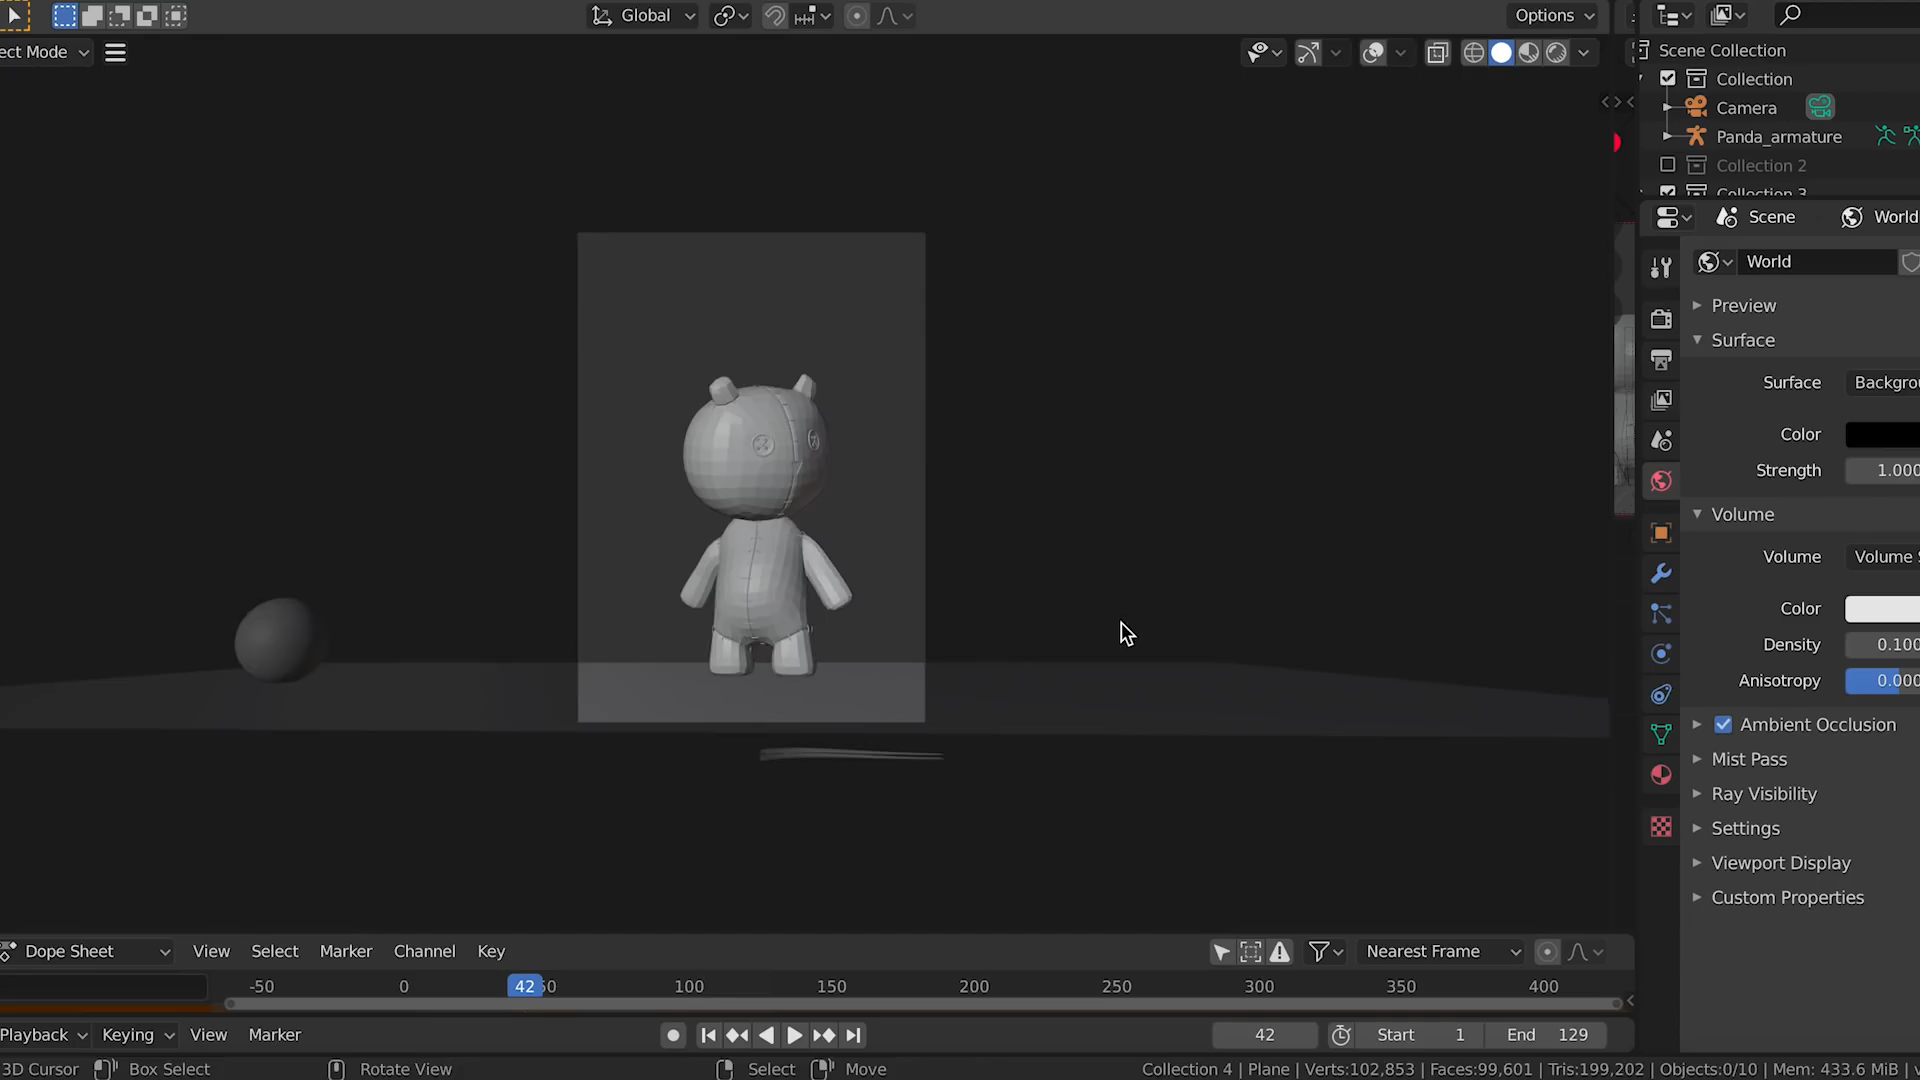 Global
Options
ect Mode
Scene Collection
Collection
Camera
Panda_armature
Collection 2
Collection 3
Scene
World
World
Preview
Surface
Surface
Backgrou
Color
Strength
1.000
Volume
Volume
Volume S
Color
Density
0.100
Anisotropy
0.000
Ambient Occlusion
Mist Pass
Ray Visibility
Settings
Viewport Display
Custom Properties
Dope Sheet
View
Select
Marker
Channel
Key
Nearest Frame
-50
0
42
50
100
150
200
250
300
350
400
Playback
Keying
View
Marker
42
Start
1
End
129
3D Cursor
Box Select
Rotate View
Select
Move
Collection 4 | Plane | Verts:102,853 | Faces:99,601 | Tris:199,202 | Objects:0/10 | Mem: 433.6 MiB | v